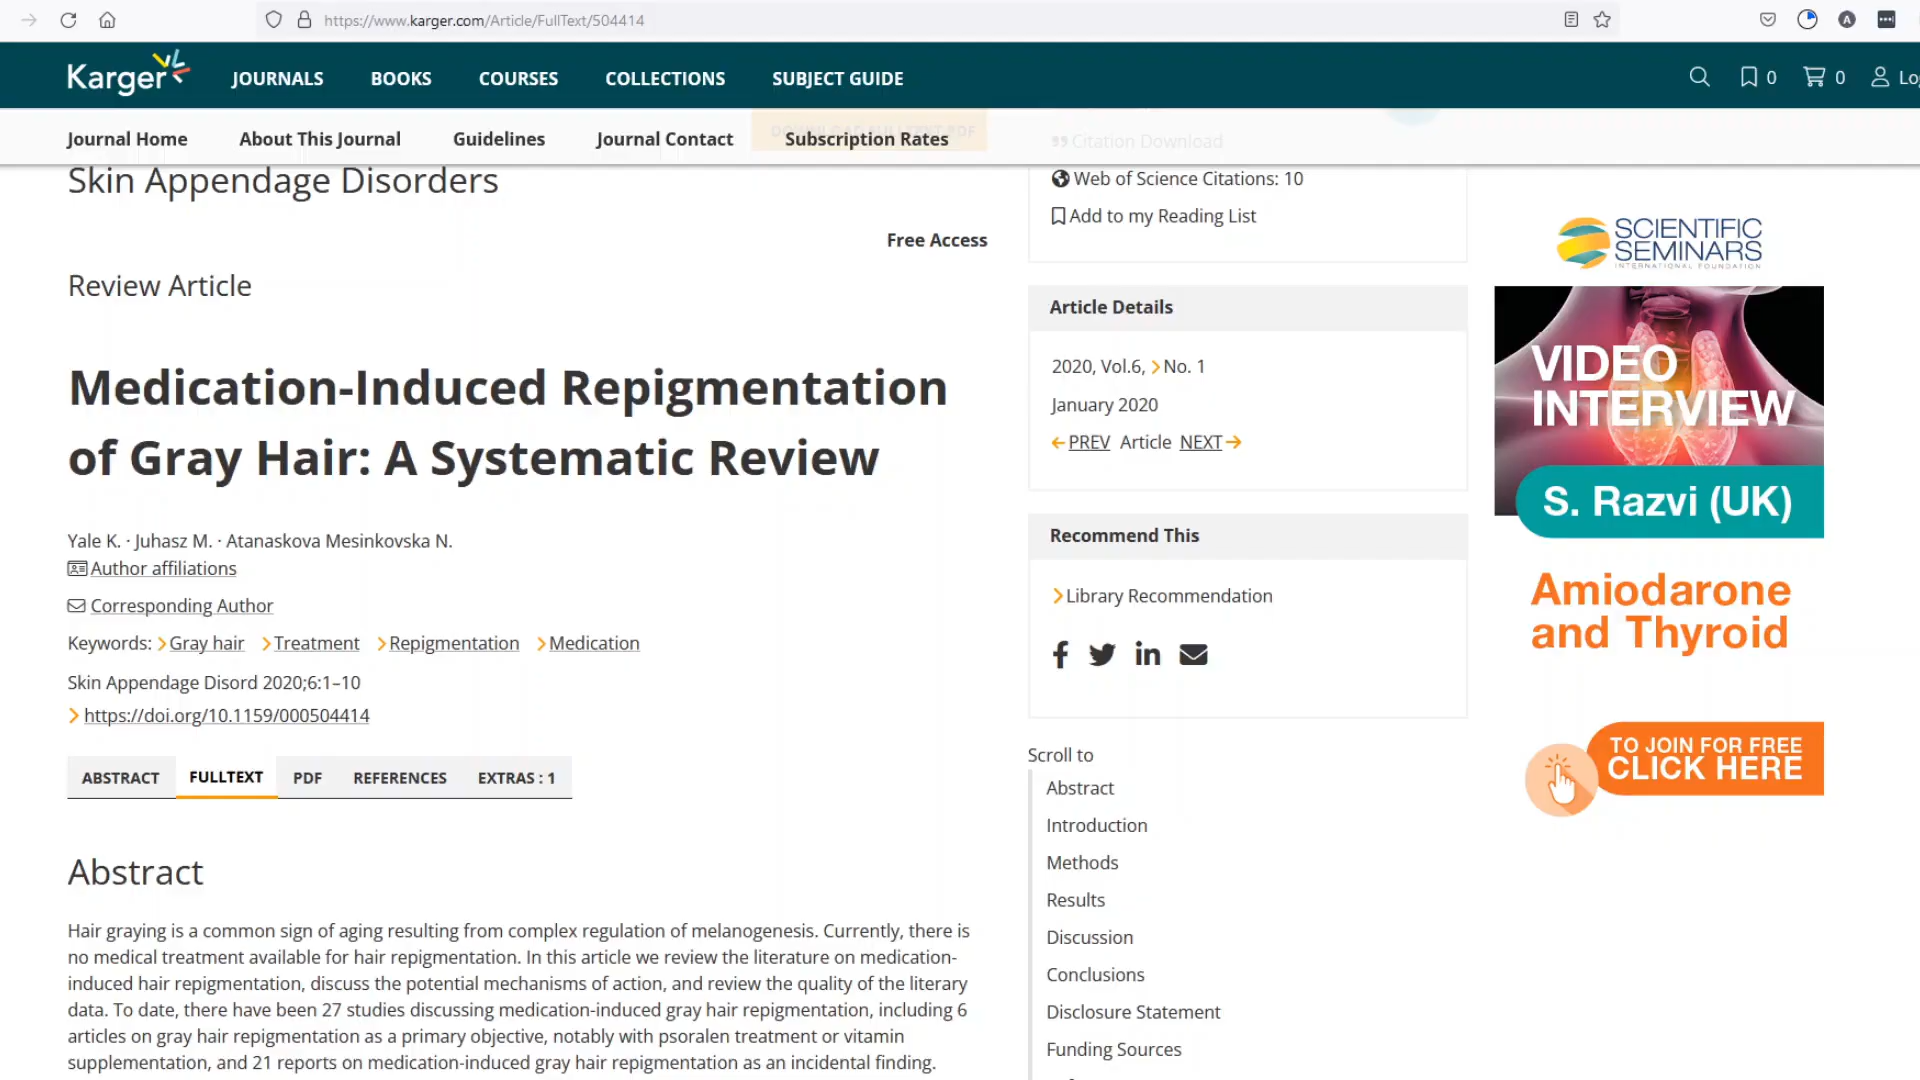 https://www.karger.com/Article/FullText/504414
Karger
JOURNALS BOOKS COURSES COLLECTIONS SUBJECT GUIDE
0 0
Journal Home About This Journal Guidelines Journal Contact Subscription Rates
Citation Download
Skin Appendage Disorders
Web of Science Citations: 10
Add to my Reading List
Free Access
Review Article
Medication-Induced Repigmentation
of Gray Hair: A Systematic Review
Yale K. · Juhasz M. · Atanaskova Mesinkovska N.
Author affiliations
Corresponding Author
Keywords: Gray hair Treatment Repigmentation Medication
Skin Appendage Disord 2020;6:1–10
https://doi.org/10.1159/000504414
ABSTRACT FULLTEXT PDF REFERENCES EXTRAS : 1
Abstract
Hair graying is a common sign of aging resulting from complex regulation of melanogenesis. Currently, there is
no medical treatment available for hair repigmentation. In this article we review the literature on medication-
induced hair repigmentation, discuss the potential mechanisms of action, and review the quality of the literary
data. To date, there have been 27 studies discussing medication-induced gray hair repigmentation, including 6
articles on gray hair repigmentation as a primary objective, notably with psoralen treatment or vitamin
supplementation, and 21 reports on medication-induced gray hair repigmentation as an incidental finding.
Article Details
2020, Vol.6, No. 1
January 2020
PREV Article NEXT
Recommend This
Library Recommendation
Scroll to
Abstract
Introduction
Methods
Results
Discussion
Conclusions
Disclosure Statement
Funding Sources
SCIENTIFIC
SEMINARS
INTERNATIONAL FOUNDATION
VIDEO
INTERVIEW
S. Razvi (UK)
Amiodarone
and Thyroid
TO JOIN FOR FREE
CLICK HERE